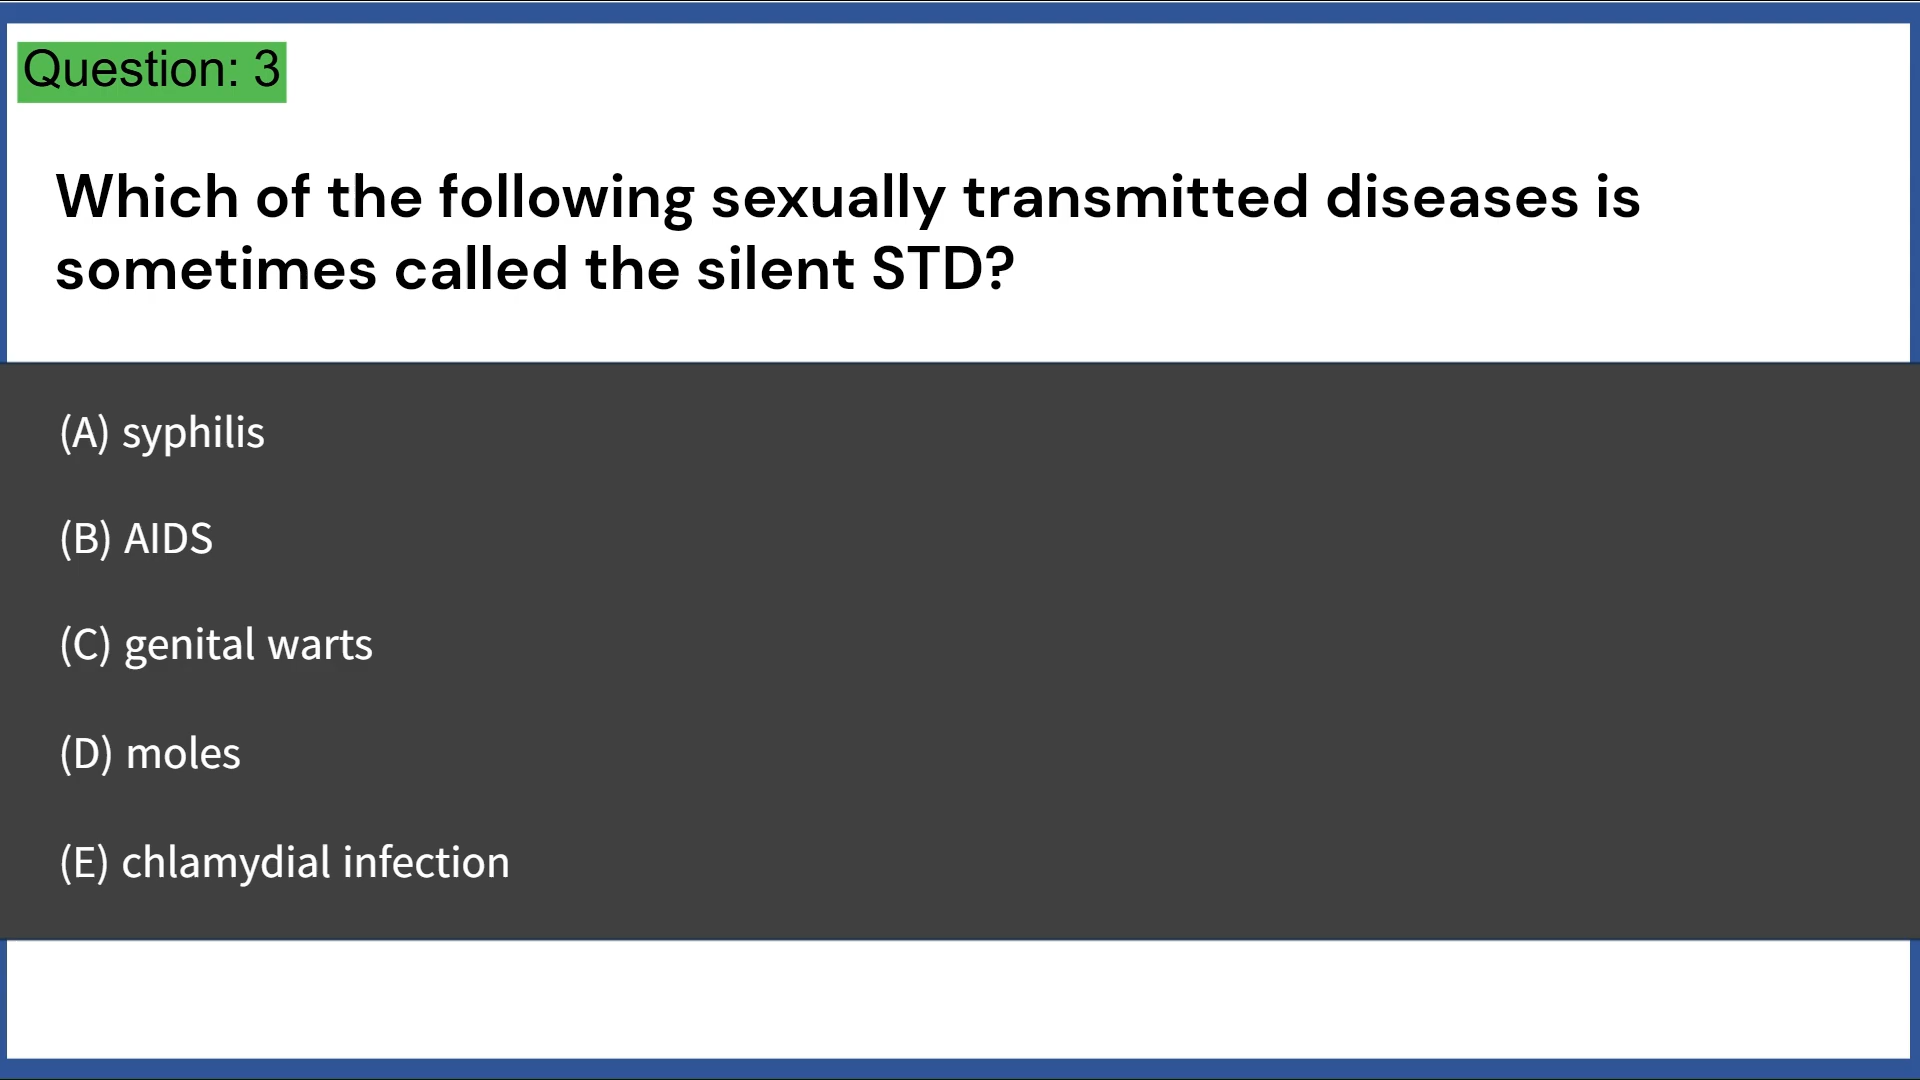 Question: 3
Which of the following sexually transmitted diseases is
sometimes called the silent STD?
(A) syphilis
(B) AIDS
(C) genital warts
(D) moles
(E) chlamydial infection